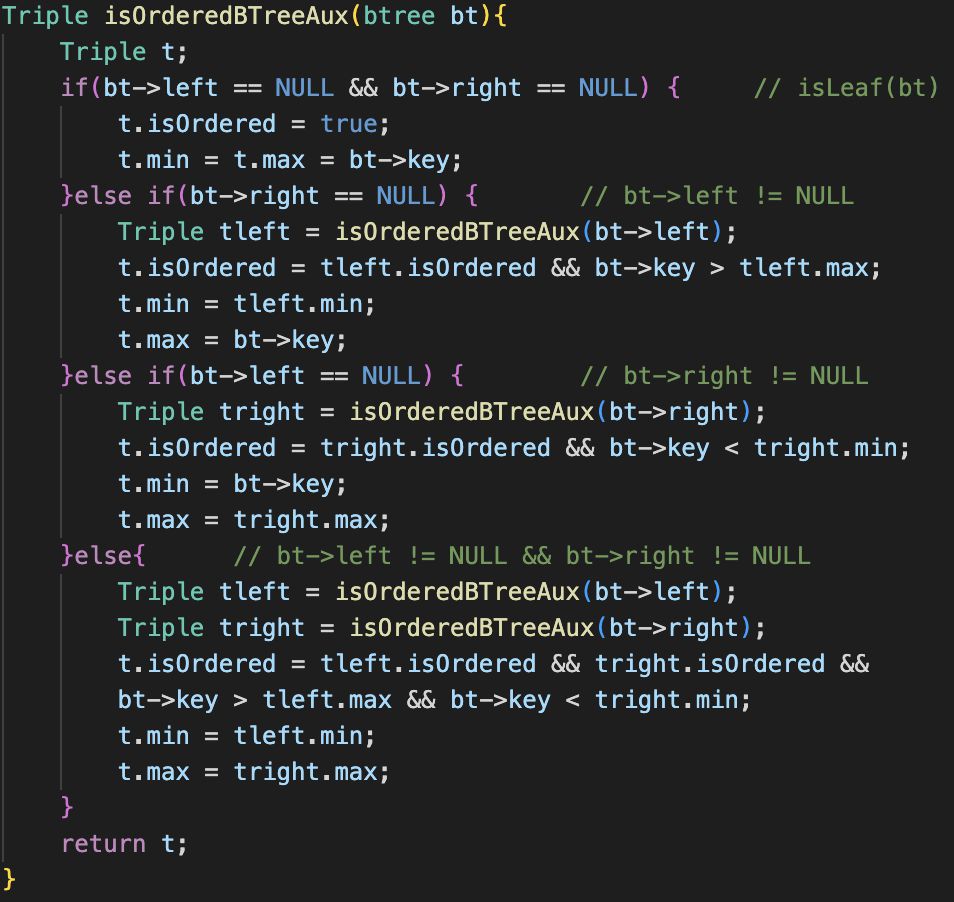 Triple isOrderedBTreeAux(btree bt){
    Triple t;
    if(bt->left == NULL && bt->right == NULL) {     // isLeaf(bt)
        t.isOrdered = true;
        t.min = t.max = bt->key;
    }else if(bt->right == NULL) {       // bt->left != NULL
        Triple tleft = isOrderedBTreeAux(bt->left);
        t.isOrdered = tleft.isOrdered && bt->key > tleft.max;
        t.min = tleft.min;
        t.max = bt->key;
    }else if(bt->left == NULL) {        // bt->right != NULL
        Triple tright = isOrderedBTreeAux(bt->right);
        t.isOrdered = tright.isOrdered && bt->key < tright.min;
        t.min = bt->key;
        t.max = tright.max;
    }else{      // bt->left != NULL && bt->right != NULL
        Triple tleft = isOrderedBTreeAux(bt->left);
        Triple tright = isOrderedBTreeAux(bt->right);
        t.isOrdered = tleft.isOrdered && tright.isOrdered &&
        bt->key > tleft.max && bt->key < tright.min;
        t.min = tleft.min;
        t.max = tright.max;
    }
    return t;
}